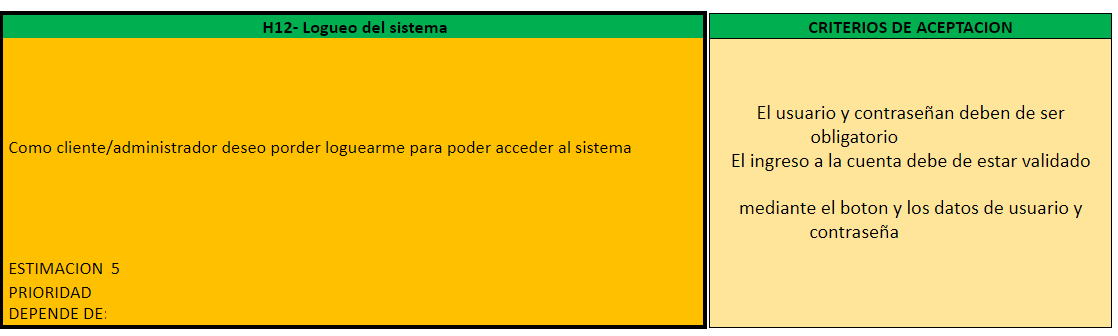 H12- Logueo del sistema
Como cliente/administrador deseo porder loguearme para poder acceder al sistema
ESTIMACION 5
PRIORIDAD
DEPENDE DE:
CRITERIOS DE ACEPTACION
El usuario y contraseñan deben de ser
obligatorio
El ingreso a la cuenta debe de estar validado
mediante el boton y los datos de usuario y
contraseña